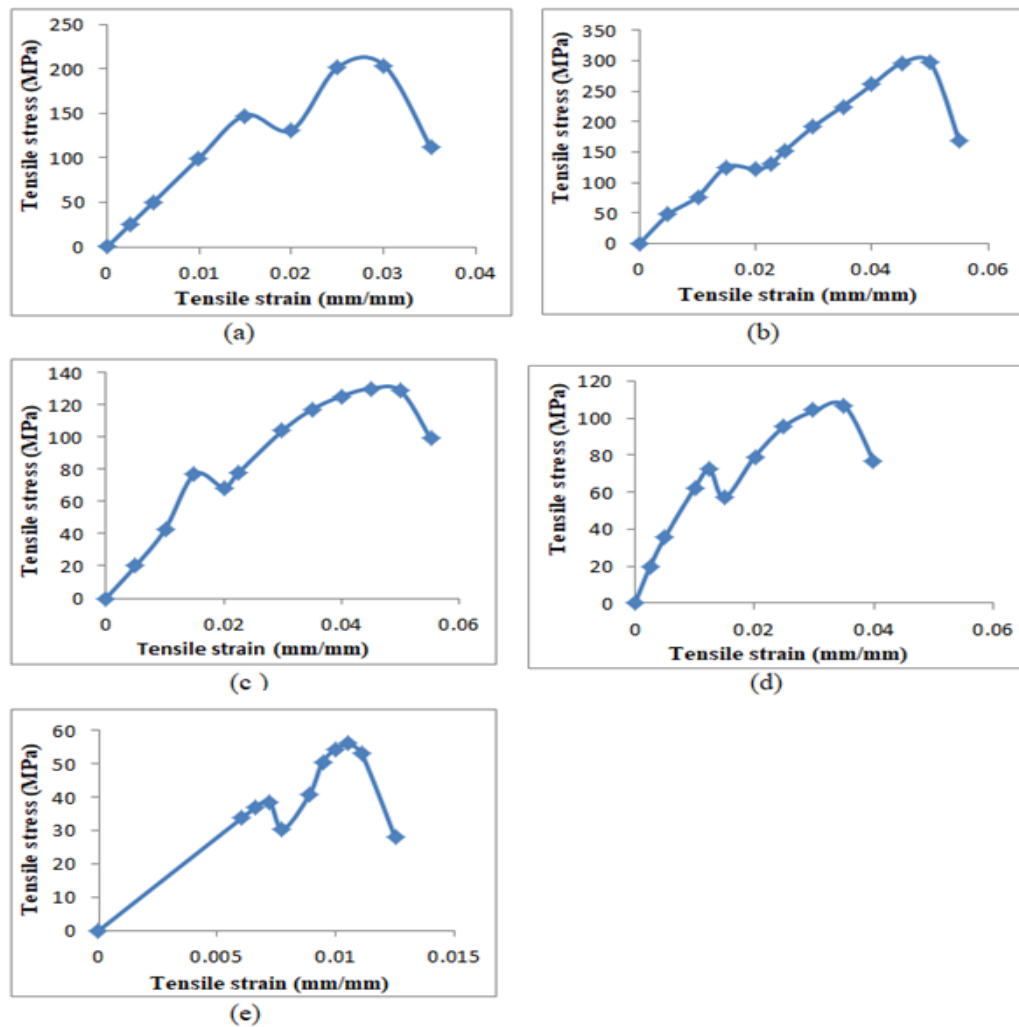 250
200
150
100
50
0
Tensile stress (MPa)
0 0.01 0.02 0.03 0.04
Tensile strain (mm/mm)
(a)
350
300
250
200
150
100
50
0
Tensile stress (MPa)
0 0.02 0.04 0.06
Tensile strain (mm/mm)
(b)
140
120
100
80
60
40
20
0
Tensile stress (MPa)
0 0.02 0.04 0.06
Tensile strain (mm/mm)
(c )
120
100
80
60
40
20
0
Tensile stress (MPa)
0 0.02 0.04 0.06
Tensile strain (mm/mm)
(d)
60
50
40
30
20
10
0
Tensile stress (MPa)
0 0.005 0.01 0.015
Tensile strain (mm/mm)
(e)